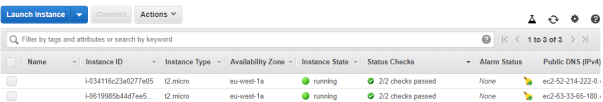 Launch Instance Connect Actions
Filter by tags and attributes or search by keyword 1 to 3 of 3
Name Instance ID Instance Type Availability Zone Instance State Status Checks Alarm Status Public DNS (IPv4)
i-034116c23a0277e05 t2.micro eu-west-1a running 2/2 checks passed None ec2-52-214-222-0.
i-0619985b44d7ee5... t2.micro eu-west-1a running 2/2 checks passed None ec2-63-33-65-180.